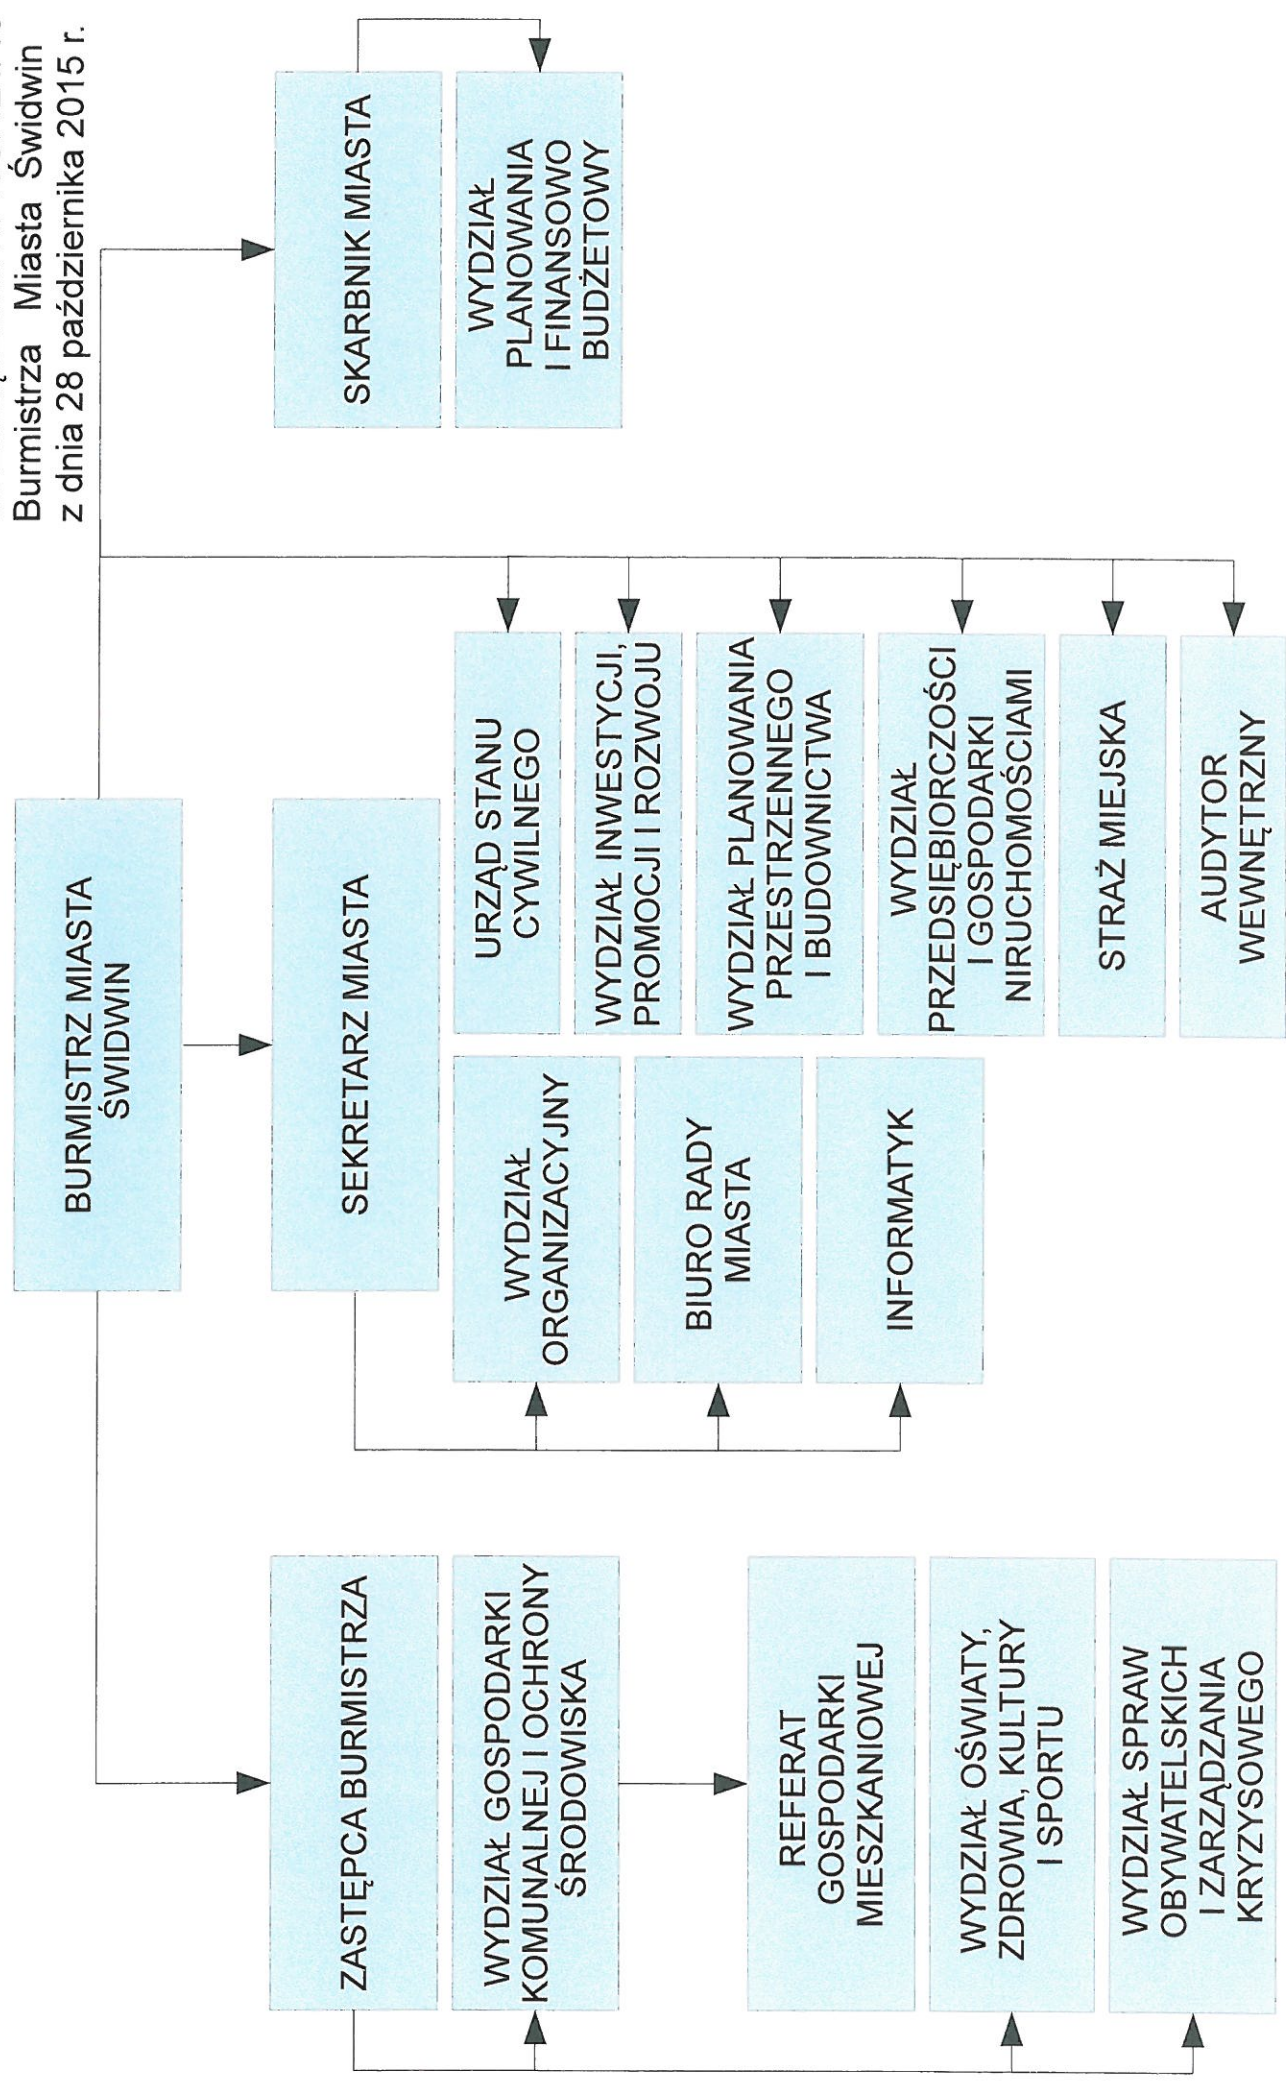 Burmistrza Miasta Świdwin
z dnia 28 października 2015 r.
BURMISTRZ MIASTA
ŚWIDWIN
ZASTĘPCA BURMISTRZA
SEKRETARZ MIASTA
SKARBNIK MIASTA
WYDZIAŁ GOSPODARKI
KOMUNALNEJ I OCHRONY
ŚRODOWISKA
REFERAT
GOSPODARKI
MIESZKANIOWEJ
WYDZIAŁ OŚWIATY,
ZDROWIA, KULTURY
I SPORTU
WYDZIAŁ SPRAW
OBYWATELSKICH
I ZARZĄDZANIA
KRYZYSOWEGO
WYDZIAŁ
ORGANIZACYJNY
BIURO RADY
MIASTA
INFORMATYK
URZĄD STANU
CYWILNEGO
WYDZIAŁ INWESTYCJI,
PROMOCJI I ROZWOJU
WYDZIAŁ PLANOWANIA
PRZESTRZENNEGO
I BUDOWNICTWA
WYDZIAŁ
PRZEDSIĘBIORCZOŚCI
I GOSPODARKI
NIRUCHOMOŚCIAMI
STRAŻ MIEJSKA
AUDYTOR
WEWNĘTRZNY
WYDZIAŁ
PLANOWANIA
I FINANSOWO
BUDŻETOWY